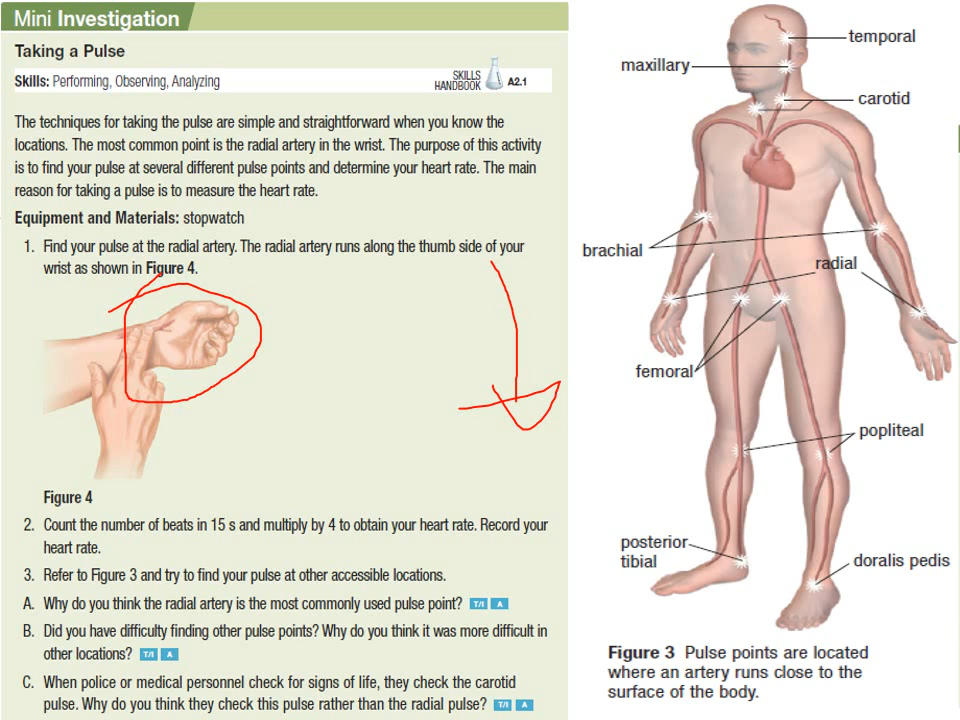 Mini Investigation
Taking a Pulse
Skills: Performing, Observing, Analyzing
SKILLS
HANDBOOK
A2.1
The techniques for taking the pulse are simple and straightforward when you know the
locations. The most common point is the radial artery in the wrist. The purpose of this activity
is to find your pulse at several different pulse points and determine your heart rate. The main
reason for taking a pulse is to measure the heart rate.
Equipment and Materials: stopwatch
1. Find your pulse at the radial artery. The radial artery runs along the thumb side of your
wrist as shown in Figure 4.
Figure 4
2. Count the number of beats in 15 s and multiply by 4 to obtain your heart rate. Record your
heart rate.
3. Refer to Figure 3 and try to find your pulse at other accessible locations.
A. Why do you think the radial artery is the most commonly used pulse point? T/I A
B. Did you have difficulty finding other pulse points? Why do you think it was more difficult in
other locations? T/I A
C. When police or medical personnel check for signs of life, they check the carotid
pulse. Why do you think they check this pulse rather than the radial pulse? T/I A
temporal
maxillary
carotid
brachial
radial
femoral
popliteal
posterior
tibial
doralis pedis
Figure 3 Pulse points are located
where an artery runs close to the
surface of the body.